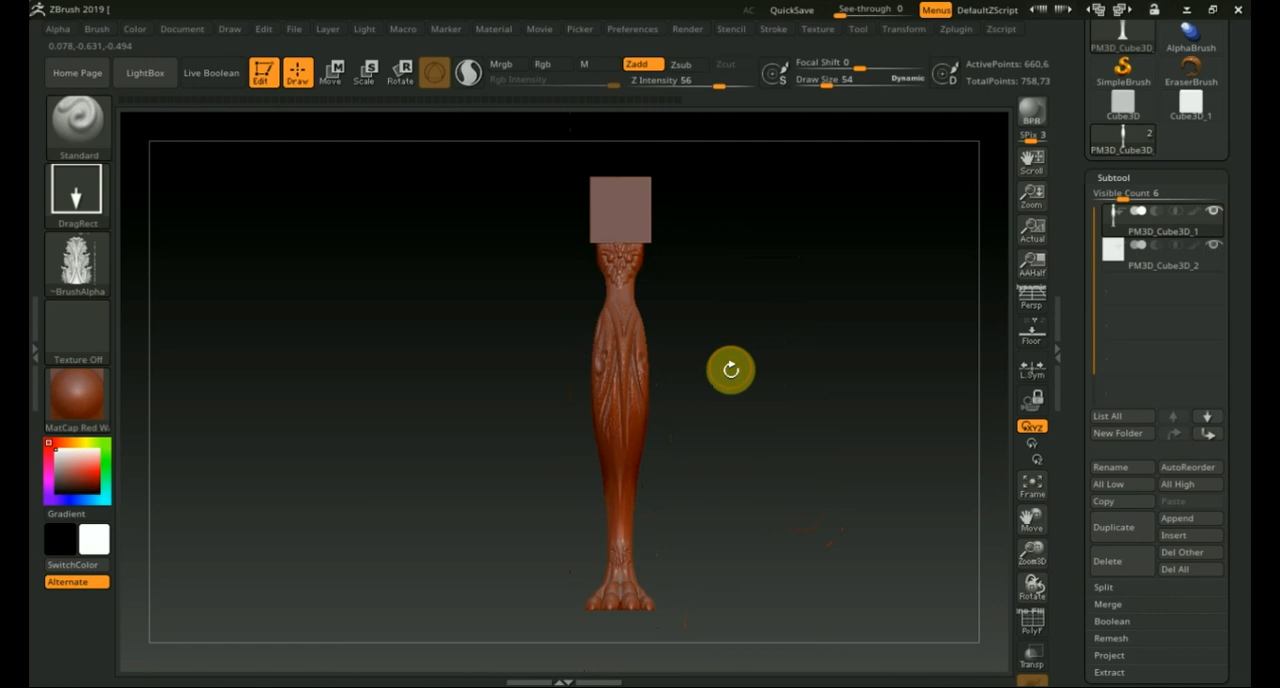 ZBrush 2019 [
AC QuickSave See-through 0 Menus DefaultZScript
Alpha Brush Color Document Draw Edit File Layer Light Macro Marker Material Movie Picker Preferences Render Stencil Stroke Texture Tool Transform Zplugin Zscript
0.078,-0.631,-0.494
Home Page LightBox Live Boolean Edit Draw Move Scale Rotate
Mrgb Rgb M Zadd Zsub Zcut
Rgb Intensity Z Intensity 56
Focal Shift 0
Draw Size 54 Dynamic
ActivePoints: 660,6
TotalPoints: 758,73
Standard
DragRect
~BrushAlpha
Texture Off
MatCap Red W
Gradient
SwitchColor
Alternate
BPR
SPix 3
Scroll
Zoom
Actual
AAHalf
Dynamic
Persp
Floor
L.Sym
XYZ
Frame
Move
Zoom3D
Rotate
PolyF
Transp
PM3D_Cube3D_ AlphaBrush
SimpleBrush EraserBrush
Cube3D Cube3D_1
2
PM3D_Cube3D_
Subtool
Visible Count 6
PM3D_Cube3D_1
PM3D_Cube3D_2
List All
New Folder
Rename AutoReorder
All Low All High
Copy Paste
Duplicate Append
Insert
Delete Del Other
Del All
Split
Merge
Boolean
Remesh
Project
Extract